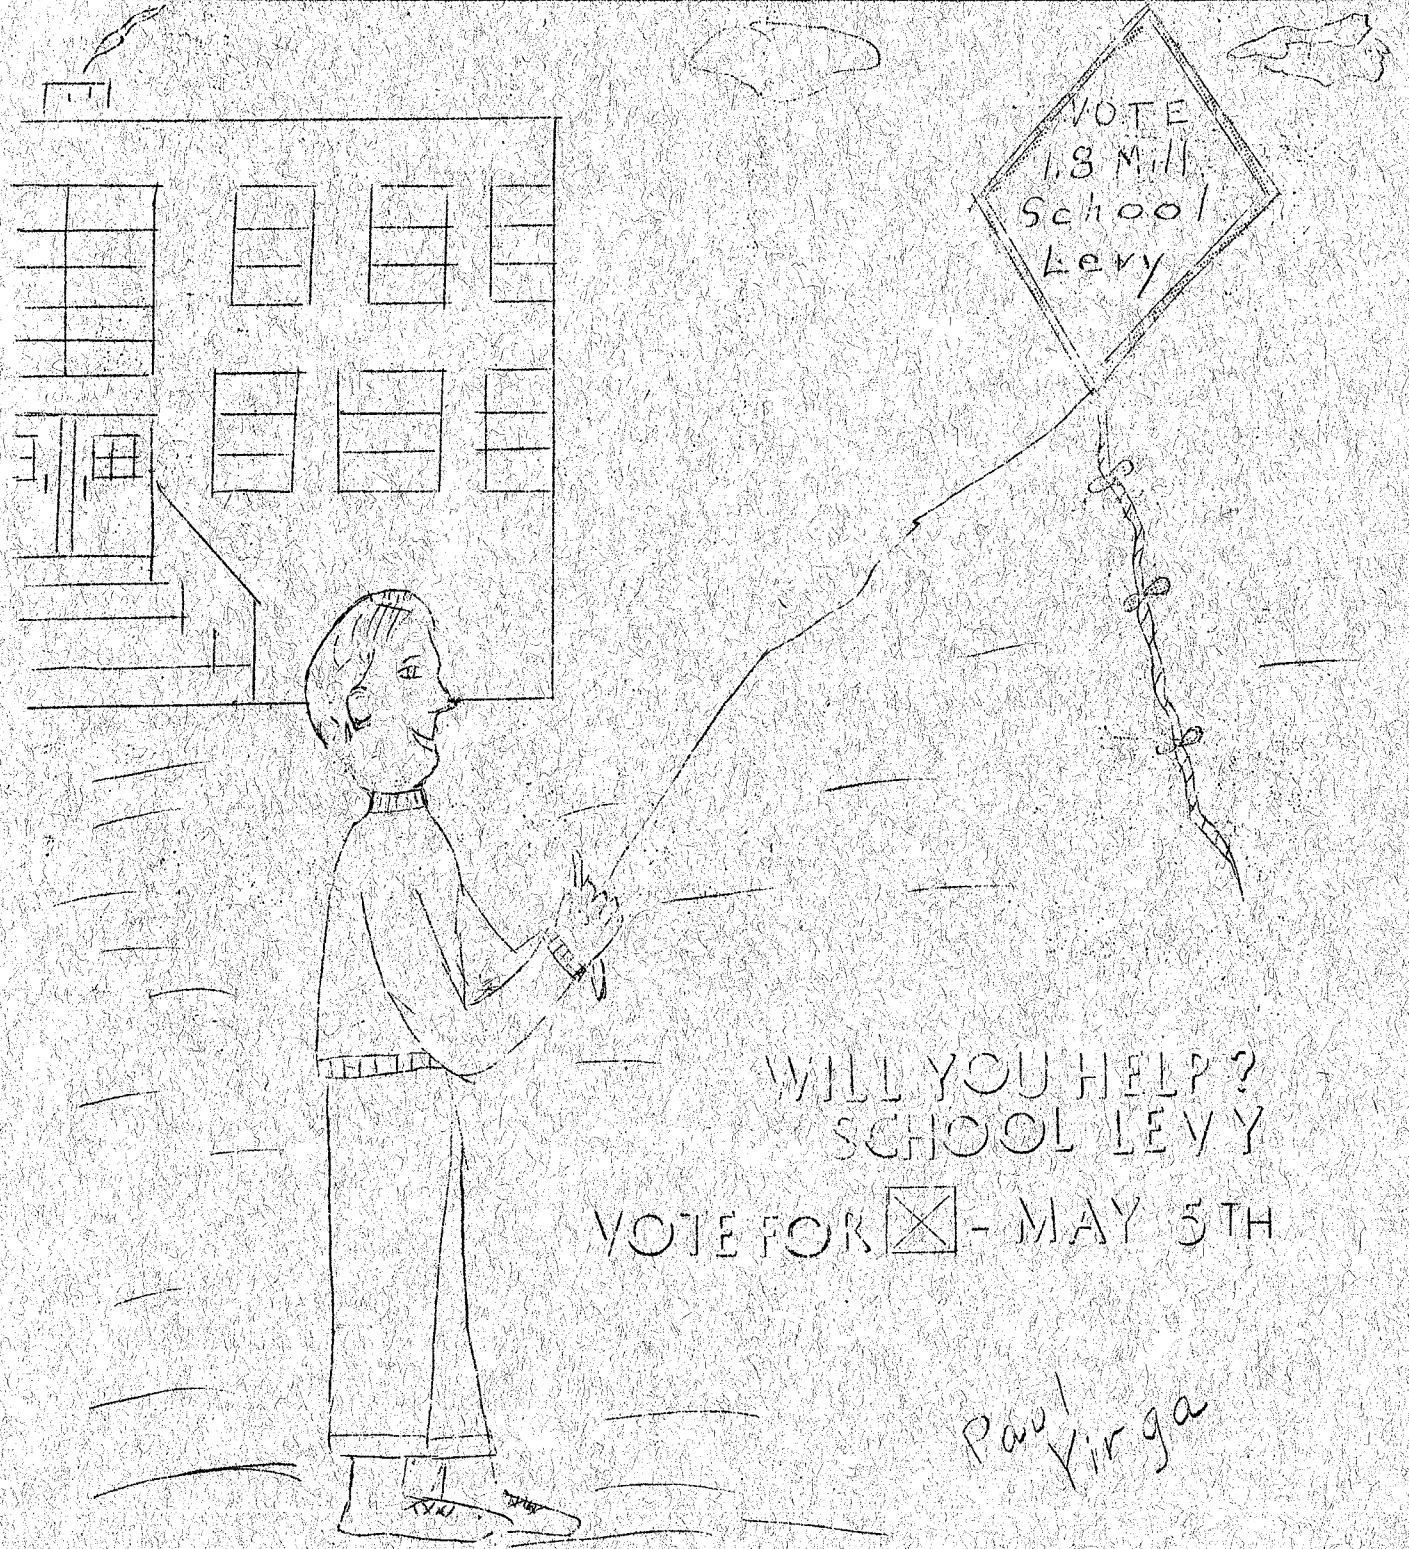 VOTE
1.8 Mill
School
Levy
WILL YOU HELP?
SCHOOL LEVY
VOTE FOR ☒ - MAY 5TH
Paul
Virga